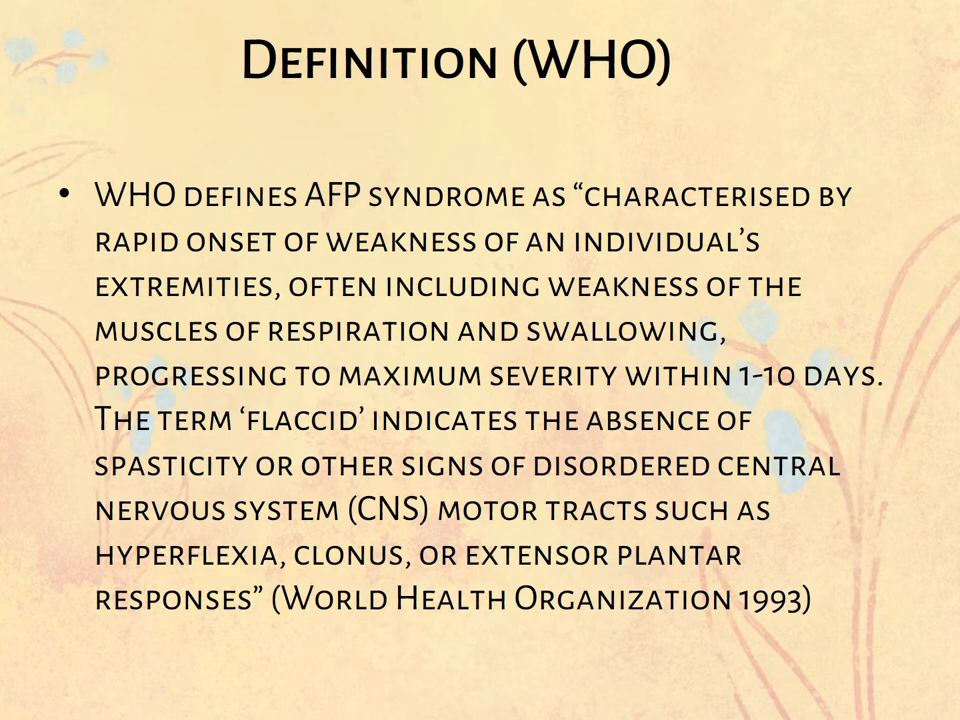 Definition (WHO)
• WHO defines AFP syndrome as “characterised by
rapid onset of weakness of an individual’s
extremities, often including weakness of the
muscles of respiration and swallowing,
progressing to maximum severity within 1-10 days.
The term ‘flaccid’ indicates the absence of
spasticity or other signs of disordered central
nervous system (CNS) motor tracts such as
hyperflexia, clonus, or extensor plantar
responses” (World Health Organization 1993)